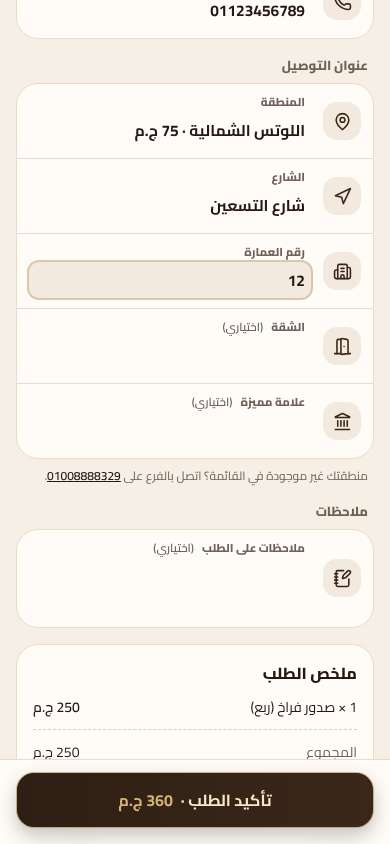 01123456789
عنوان التوصيل
المنطقة
اللوتس الشمالية · 75 ج.م
الشارع
شارع التسعين
رقم العمارة
12
الشقة (اختياري)
علامة مميزة (اختياري)
منطقتك غير موجودة في القائمة؟ اتصل بالفرع على 01008888329.
ملاحظات
ملاحظات على الطلب (اختياري)
ملخص الطلب
1 × صدور فراخ (ربع) 250 ج.م
المجموع 250 ج.م
تأكيد الطلب · 360 ج.م